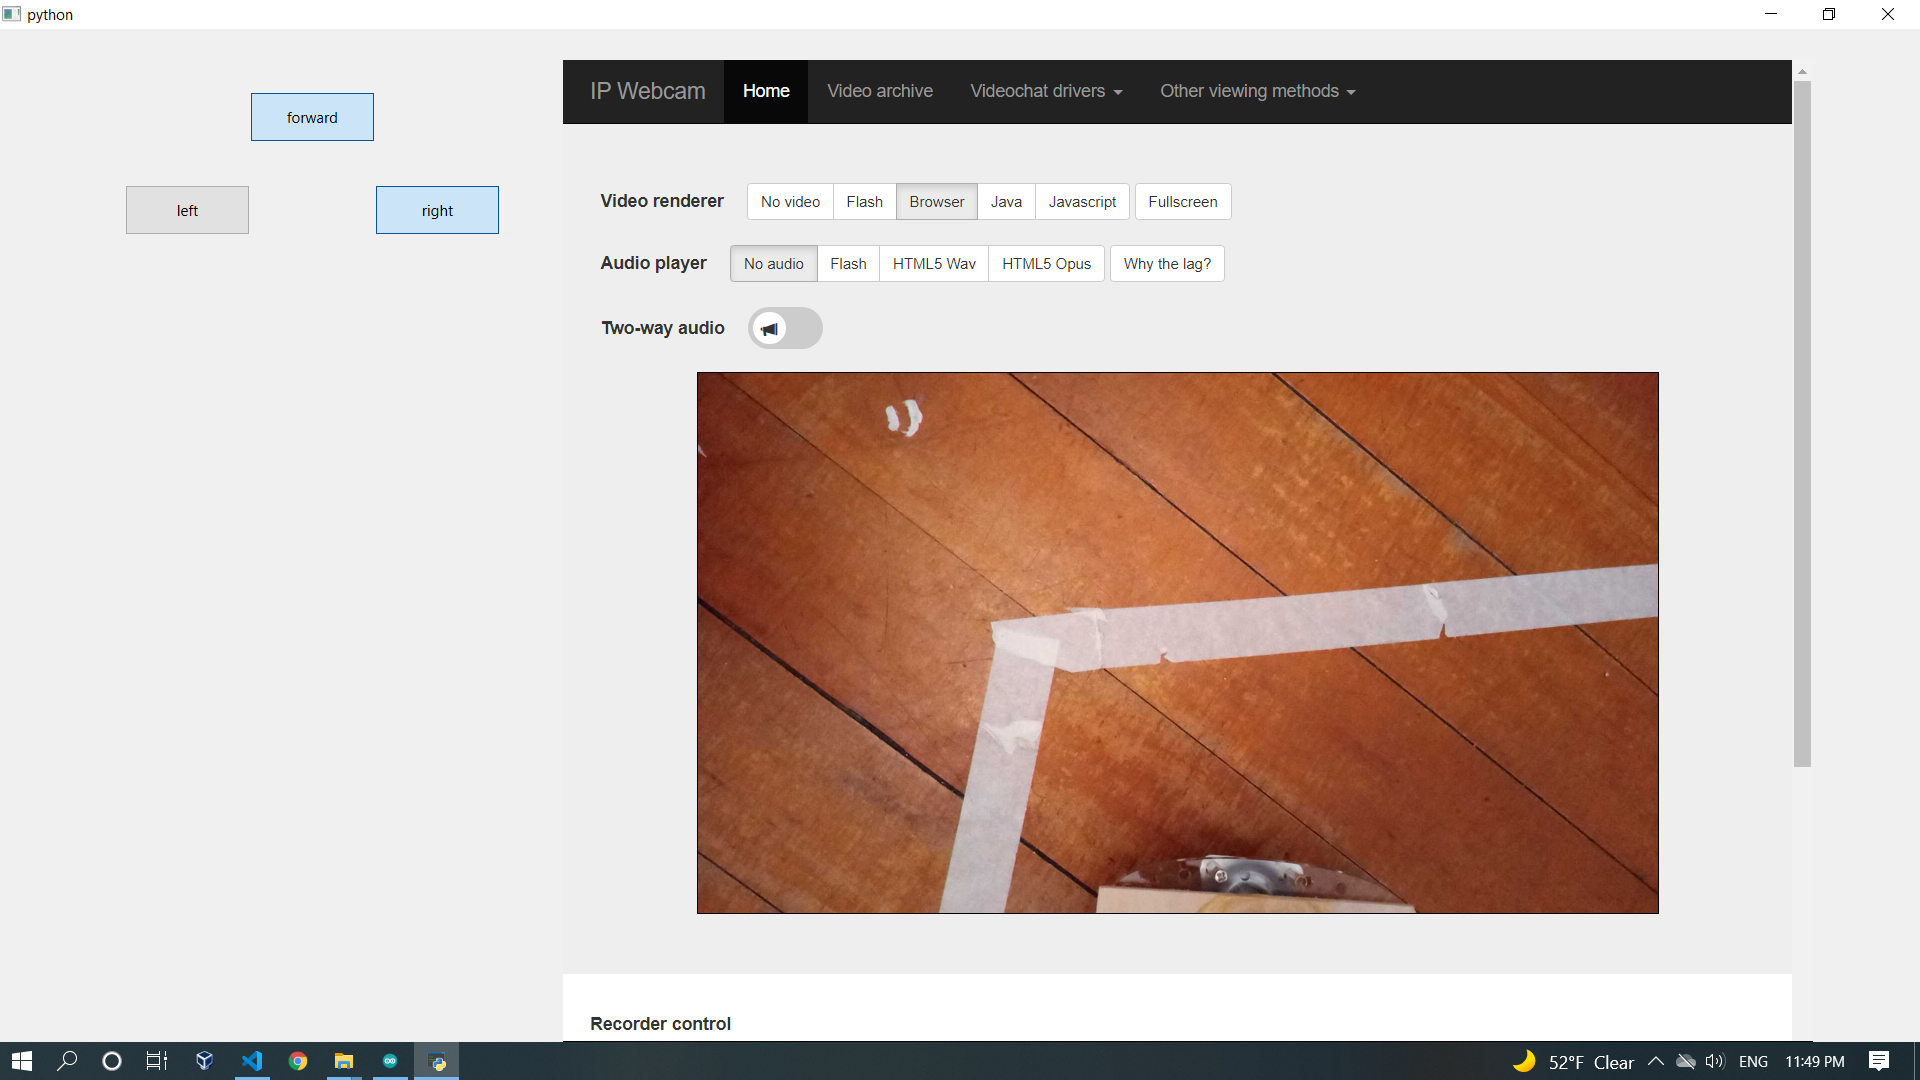 python
forward
left
right
IP Webcam Home Video archive Videochat drivers Other viewing methods
Video renderer No video Flash Browser Java Javascript Fullscreen
Audio player No audio Flash HTML5 Wav HTML5 Opus Why the lag?
Two-way audio
Recorder control
52°F Clear ENG 11:49 PM